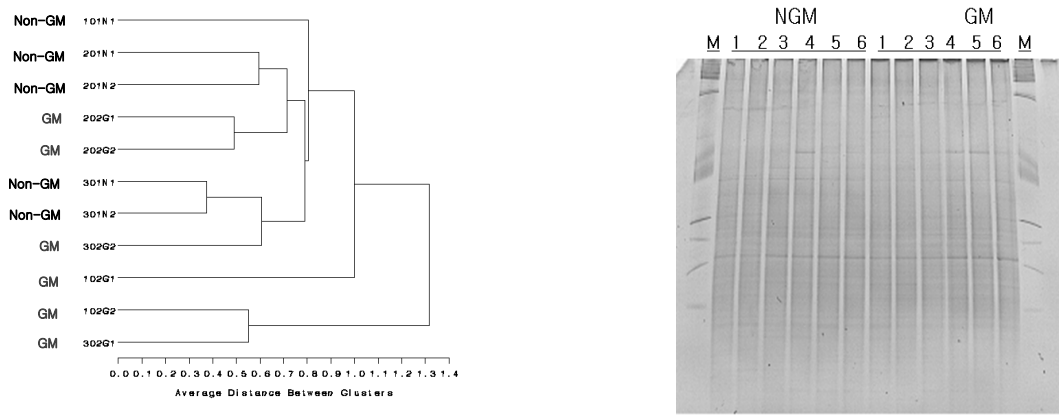 Non-GM 101N1
Non-GM 201N1
Non-GM 201N2
GM 202G1
GM 202G2
Non-GM 301N1
Non-GM 301N2
GM 302G2
GM 102G1
GM 102G2
GM 302G1
0.0 0.1 0.2 0.3 0.4 0.5 0.6 0.7 0.8 0.9 1.0 1.1 1.2 1.3 1.4
Average Distance Between Clusters
NGM GM
M 1 2 3 4 5 6 1 2 3 4 5 6 M